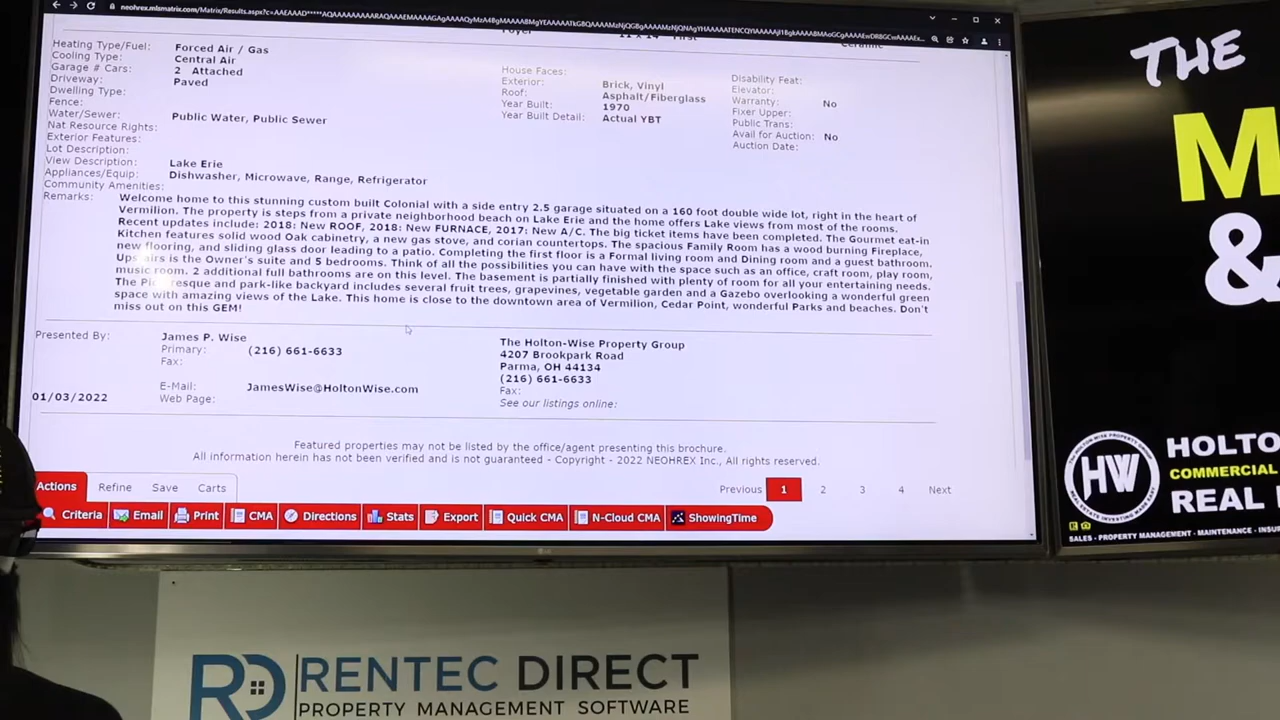 neohrex.mlsmatrix.com/Matrix/Results.aspx?c=
Foyer 11 x 14 First Ceramic
Heating Type/Fuel: Forced Air / Gas
Cooling Type: Central Air
Garage # Cars: 2 Attached
Driveway: Paved
Dwelling Type:
Fence:
Water/Sewer: Public Water, Public Sewer
Nat Resource Rights:
Exterior Features:
Lot Description:
View Description: Lake Erie
Appliances/Equip: Dishwasher, Microwave, Range, Refrigerator
Community Amenities:
House Faces:
Exterior: Brick, Vinyl
Roof: Asphalt/Fiberglass
Year Built: 1970
Year Built Detail: Actual YBT
Disability Feat:
Elevator:
Warranty: No
Fixer Upper:
Public Trans:
Avail for Auction: No
Auction Date:
Remarks: Welcome home to this stunning custom built Colonial with a side entry 2.5 garage situated on a 160 foot double wide lot, right in the heart of
Vermilion. The property is steps from a private neighborhood beach on Lake Erie and the home offers Lake views from most of the rooms.
Recent updates include: 2018: New ROOF, 2018: New FURNACE, 2017: New A/C. The big ticket items have been completed. The Gourmet eat-in
Kitchen features solid wood Oak cabinetry, a new gas stove, and corian countertops. The spacious Family Room has a wood burning Fireplace,
new flooring, and sliding glass door leading to a patio. Completing the first floor is a Formal living room and Dining room and a guest bathroom.
Upstairs is the Owner's suite and 5 bedrooms. Think of all the possibilities you can have with the space such as an office, craft room, play room,
music room. 2 additional full bathrooms are on this level. The basement is partially finished with plenty of room for all your entertaining needs.
The Picturesque and park-like backyard includes several fruit trees, grapevines, vegetable garden and a Gazebo overlooking a wonderful green
space with amazing views of the Lake. This home is close to the downtown area of Vermilion, Cedar Point, wonderful Parks and beaches. Don't
miss out on this GEM!
Presented By: James P. Wise
Primary: (216) 661-6633
Fax:
E-Mail: JamesWise@HoltonWise.com
Web Page:
01/03/2022
The Holton-Wise Property Group
4207 Brookpark Road
Parma, OH 44134
(216) 661-6633
Fax:
See our listings online:
Featured properties may not be listed by the office/agent presenting this brochure.
All information herein has not been verified and is not guaranteed - Copyright - 2022 NEOHREX Inc., All rights reserved.
Actions Refine Save Carts
Previous 1 2 3 4 Next
Criteria Email Print CMA Directions Stats Export Quick CMA N-Cloud CMA ShowingTime
LG
THE
M
&
HW
HOLTO
COMMERCIAL
REAL
SALES - PROPERTY MANAGEMENT - MAINTENANCE - INSU
RD RENTEC DIRECT
PROPERTY MANAGEMENT SOFTWARE